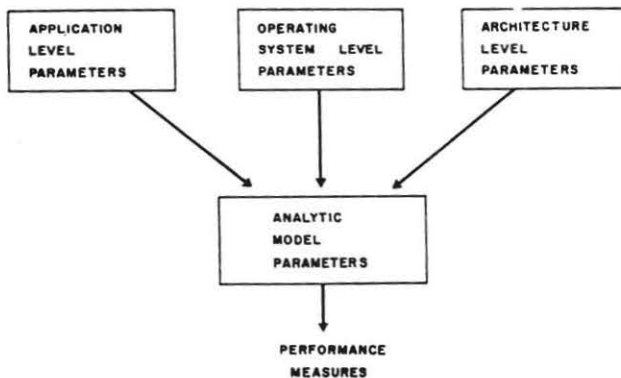 APPLICATION
LEVEL
PARAMETERS
OPERATING
SYSTEM LEVEL
PARAMETERS
ARCHITECTURE
LEVEL
PARAMETERS
ANALYTIC
MODEL
PARAMETERS
PERFORMANCE
MEASURES